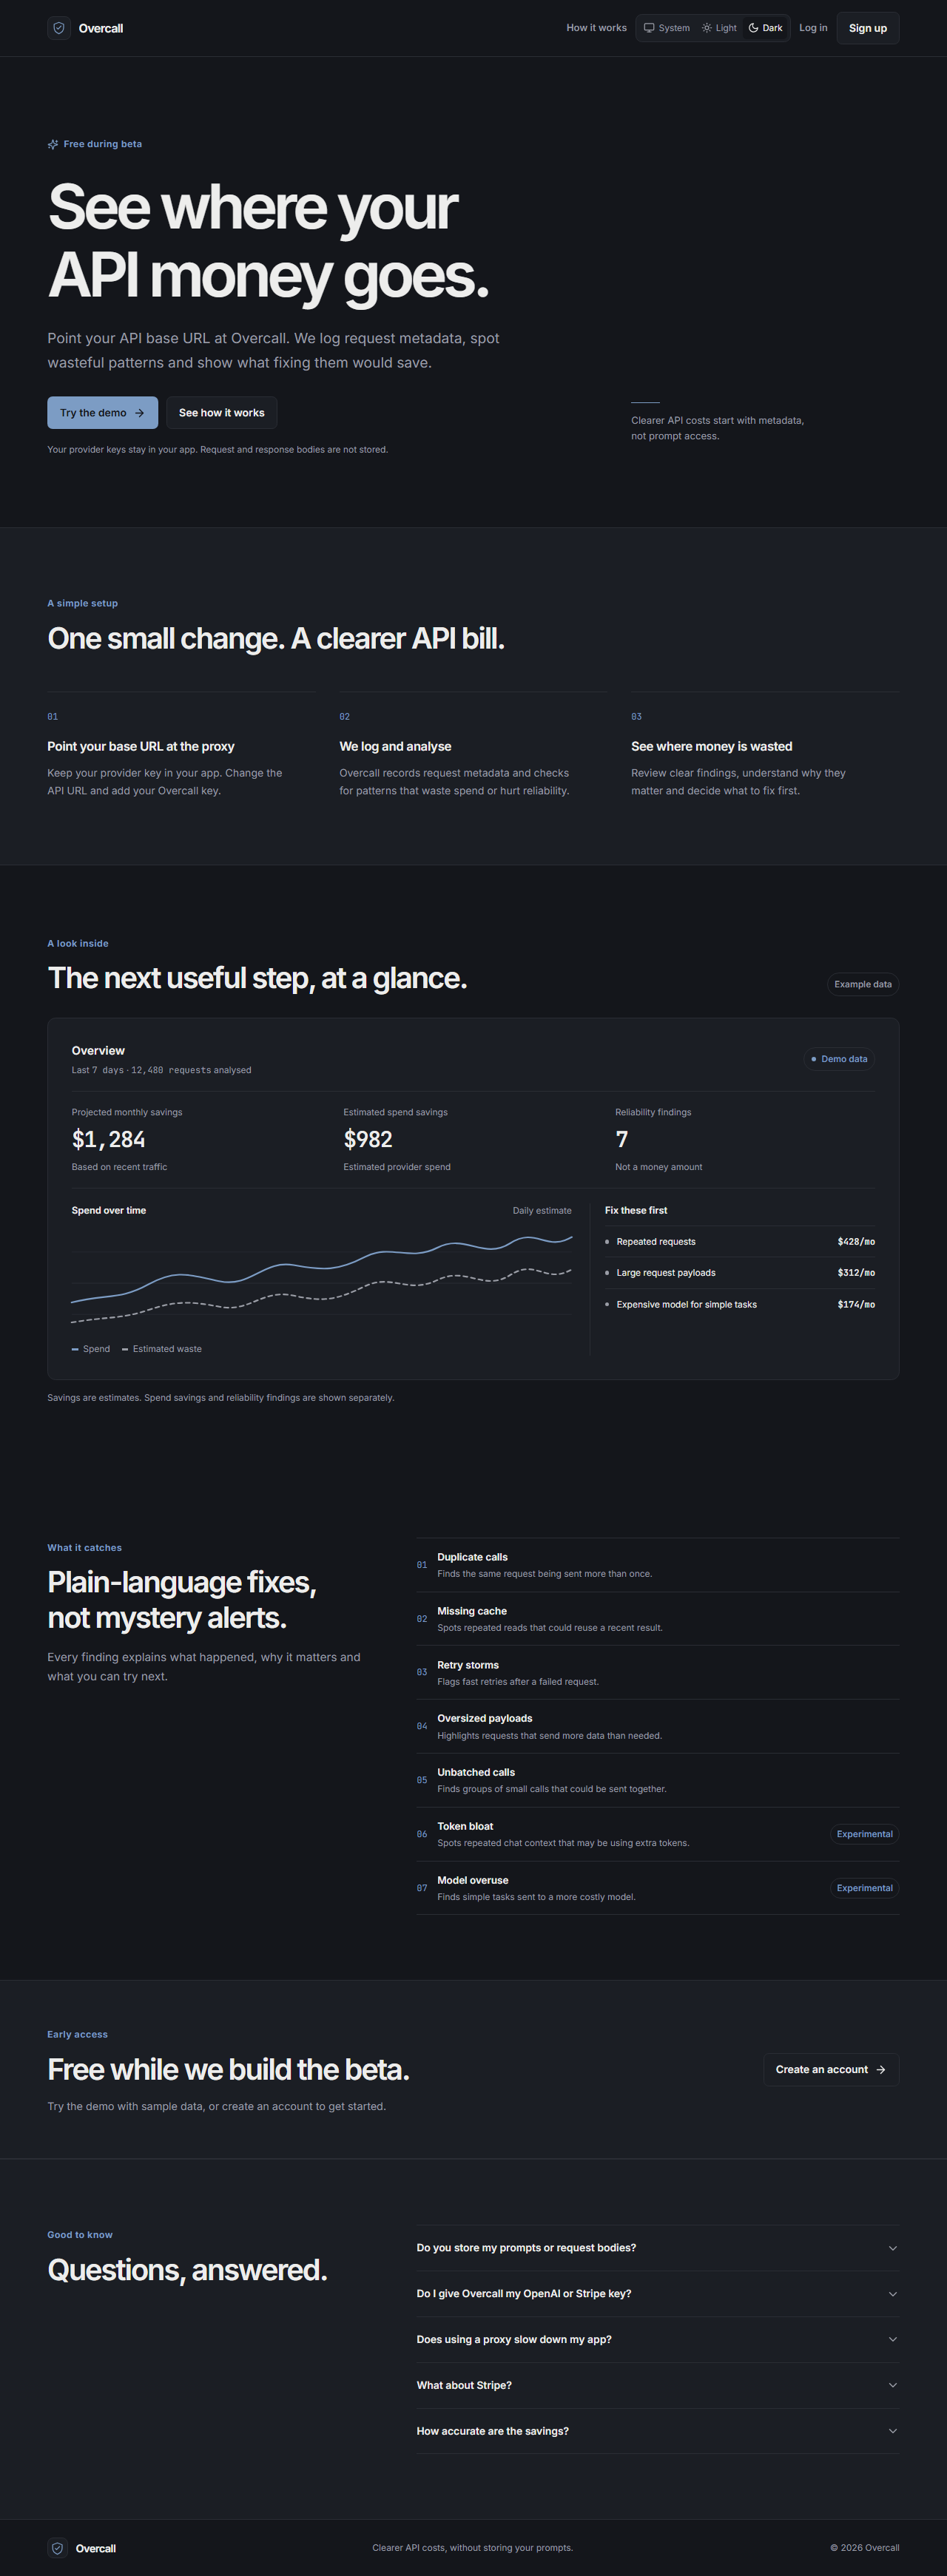 Overcall
How it works
System
Light
Dark
Log in
Sign up
Free during beta
See where your
API money goes.
Point your API base URL at Overcall. We log request metadata, spot
wasteful patterns and show what fixing them would save.
Try the demo
See how it works
Your provider keys stay in your app. Request and response bodies are not stored.
Clearer API costs start with metadata,
not prompt access.
A simple setup
One small change. A clearer API bill.
01
Point your base URL at the proxy
Keep your provider key in your app. Change the
API URL and add your Overcall key.
02
We log and analyse
Overcall records request metadata and checks
for patterns that waste spend or hurt reliability.
03
See where money is wasted
Review clear findings, understand why they
matter and decide what to fix first.
A look inside
The next useful step, at a glance.
Example data
Overview
Last 7 days · 12,480 requests analysed
Demo data
Projected monthly savings
$1,284
Based on recent traffic
Estimated spend savings
$982
Estimated provider spend
Reliability findings
7
Not a money amount
Spend over time
Daily estimate
Spend
Estimated waste
Fix these first
Repeated requests
$428/mo
Large request payloads
$312/mo
Expensive model for simple tasks
$174/mo
Savings are estimates. Spend savings and reliability findings are shown separately.
What it catches
Plain-language fixes,
not mystery alerts.
Every finding explains what happened, why it matters and
what you can try next.
01
Duplicate calls
Finds the same request being sent more than once.
02
Missing cache
Spots repeated reads that could reuse a recent result.
03
Retry storms
Flags fast retries after a failed request.
04
Oversized payloads
Highlights requests that send more data than needed.
05
Unbatched calls
Finds groups of small calls that could be sent together.
06
Token bloat
Spots repeated chat context that may be using extra tokens.
Experimental
07
Model overuse
Finds simple tasks sent to a more costly model.
Experimental
Early access
Free while we build the beta.
Try the demo with sample data, or create an account to get started.
Create an account
Good to know
Questions, answered.
Do you store my prompts or request bodies?
Do I give Overcall my OpenAI or Stripe key?
Does using a proxy slow down my app?
What about Stripe?
How accurate are the savings?
Overcall
Clearer API costs, without storing your prompts.
© 2026 Overcall